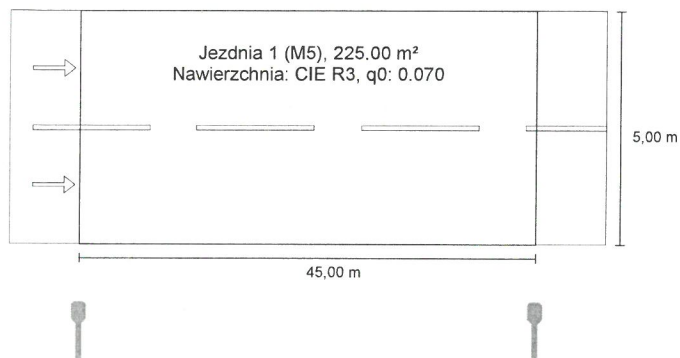 Jezdnia 1 (M5), 225.00 m²
Nawierzchnia: CIE R3, q0: 0.070
5,00 m
45,00 m